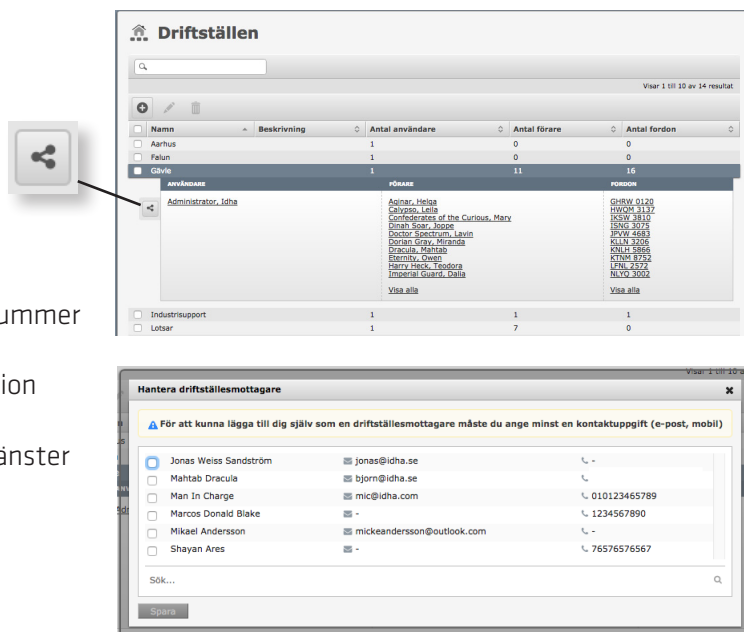 Driftställen
Visar 1 till 10 av 14 resultat
Namn Beskrivning Antal användare Antal förare Antal fordon
Aarhus 1 0 0
Falun 1 0 0
Gävle 1 11 16
ANVÄNDARE FÖRARE FORDON
Administrator, Idha Aginar, Helga GHRW 0120
Calypso, Leila HWOM 3137
Confederates of the Curious, Mary IKSW 3810
Dinah Soar, Joppe ISNG 3075
Doctor Spectrum, Lavin JPVW 4683
Dorian Gray, Miranda KLLN 3206
Dracula, Mahtab KNLH 5866
Eternity, Owen KTNM 8752
Harry Heck, Teodora LFNL 2572
Imperial Guard, Dalia NLYO 3002
Visa alla Visa alla
Industrisupport 1 1 1
Lotsar 1 7 0
ummer
ion
änster
Visar 1 till 10 a
Hantera driftställesmottagare
För att kunna lägga till dig själv som en driftställesmottagare måste du ange minst en kontaktuppgift (e-post, mobil)
Jonas Weiss Sandström jonas@idha.se -
Mahtab Dracula bjorn@idha.se
Man In Charge mic@idha.com 010123465789
Marcos Donald Blake - 1234567890
Mikael Andersson mickeandersson@outlook.com -
Shayan Ares - 76576576567
Sök...
Spara